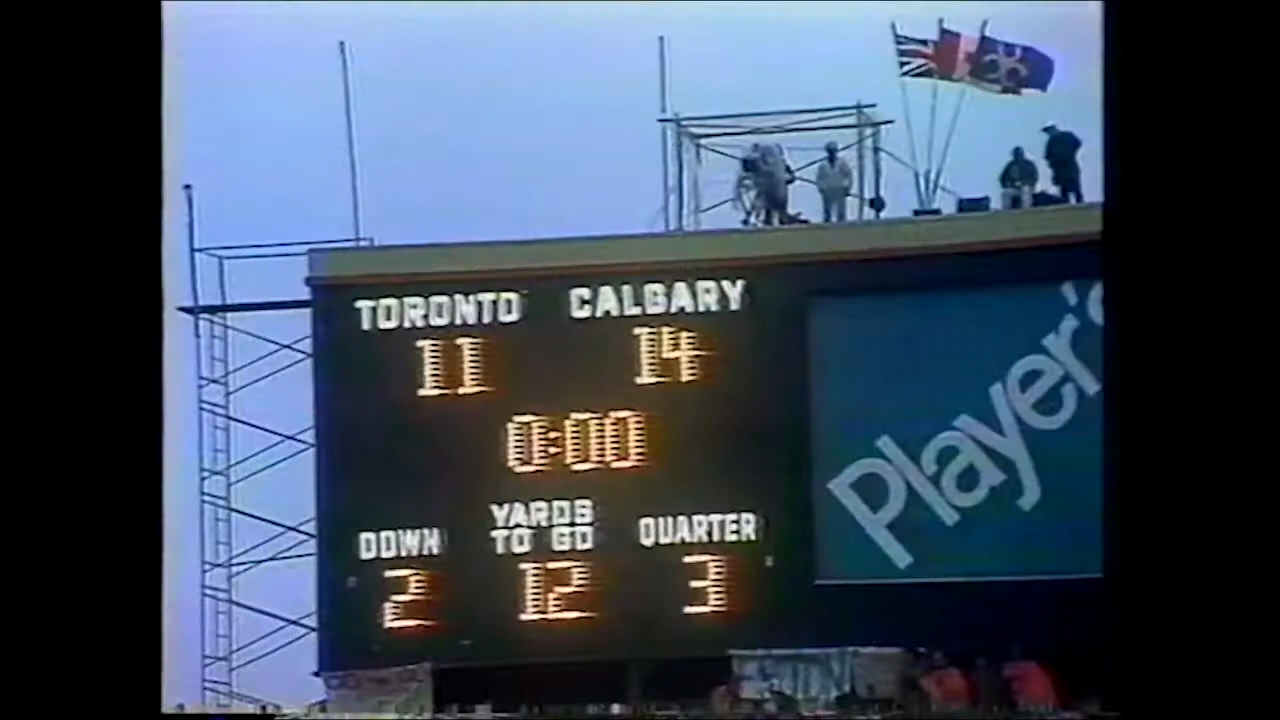 TORONTO CALGARY
11 14
0:00
YARDS
DOWN TO GO QUARTER
2 12 3
Player's